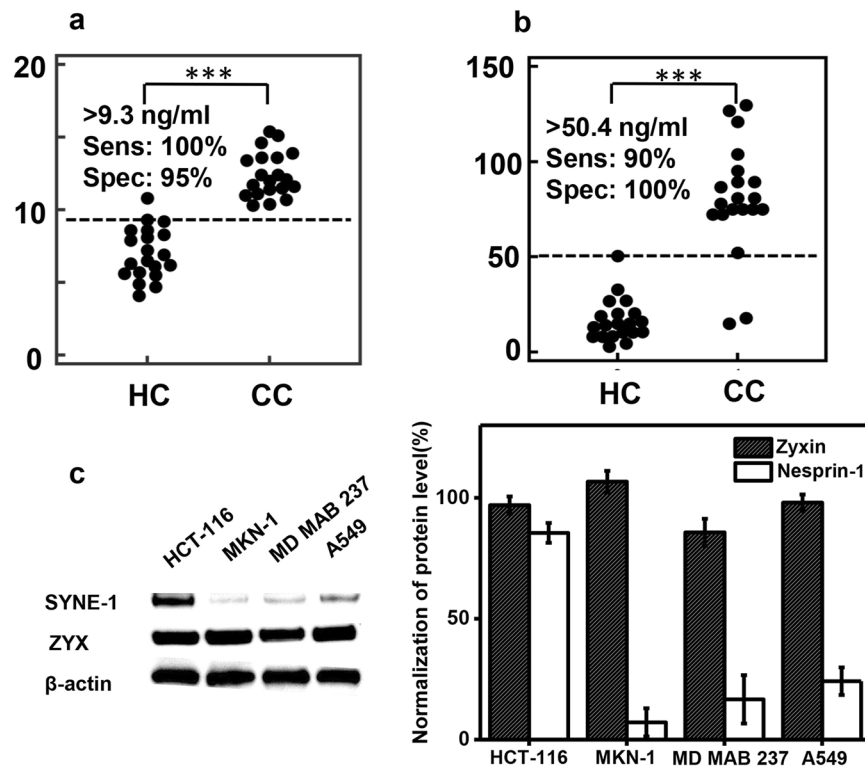 a
20
10
0
***
>9.3 ng/ml
Sens: 100%
Spec: 95%
HC CC
b
150
100
50
0
***
>50.4 ng/ml
Sens: 90%
Spec: 100%
HC CC
c
HCT-116 MKN-1 MD MAB 237 A549
SYNE-1
ZYX
β-actin
Normalization of protein level(%)
100
50
0
Zyxin
Nesprin-1
HCT-116 MKN-1 MD MAB 237 A549